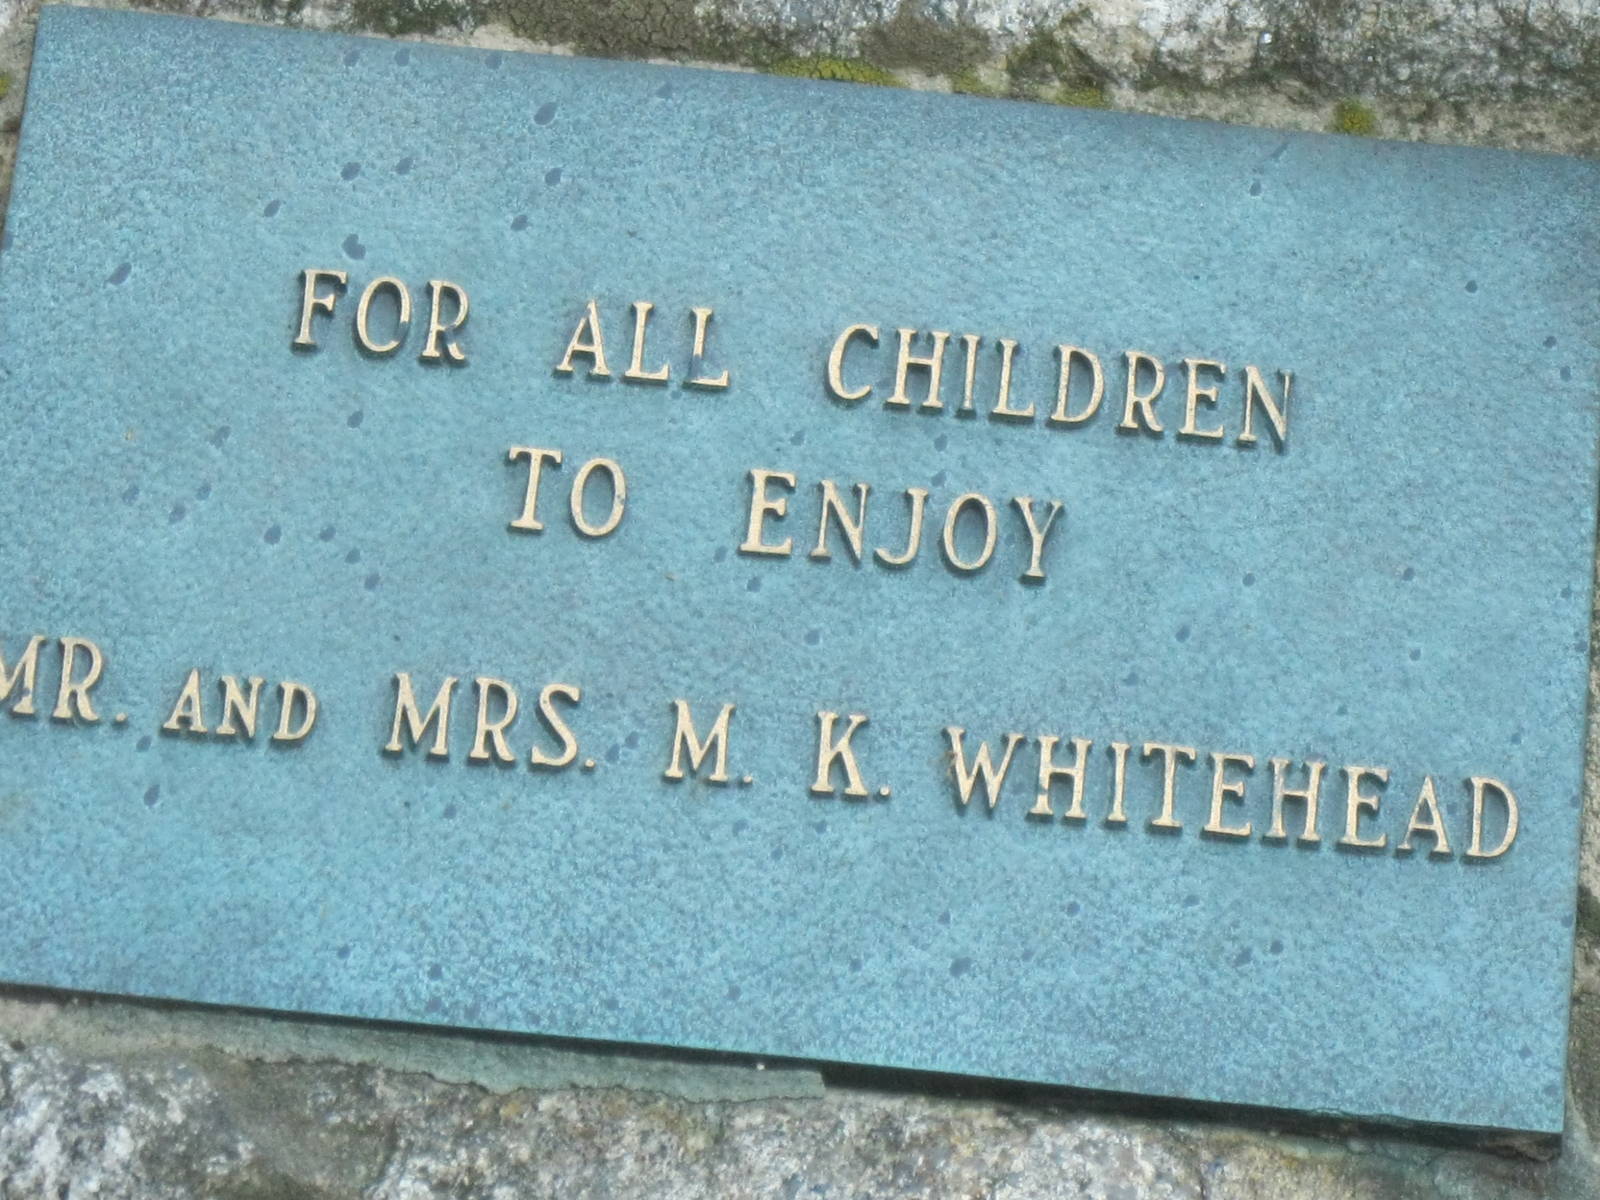 FOR ALL CHILDREN
TO ENJOY
MR. AND MRS. M. K. WHITEHEAD